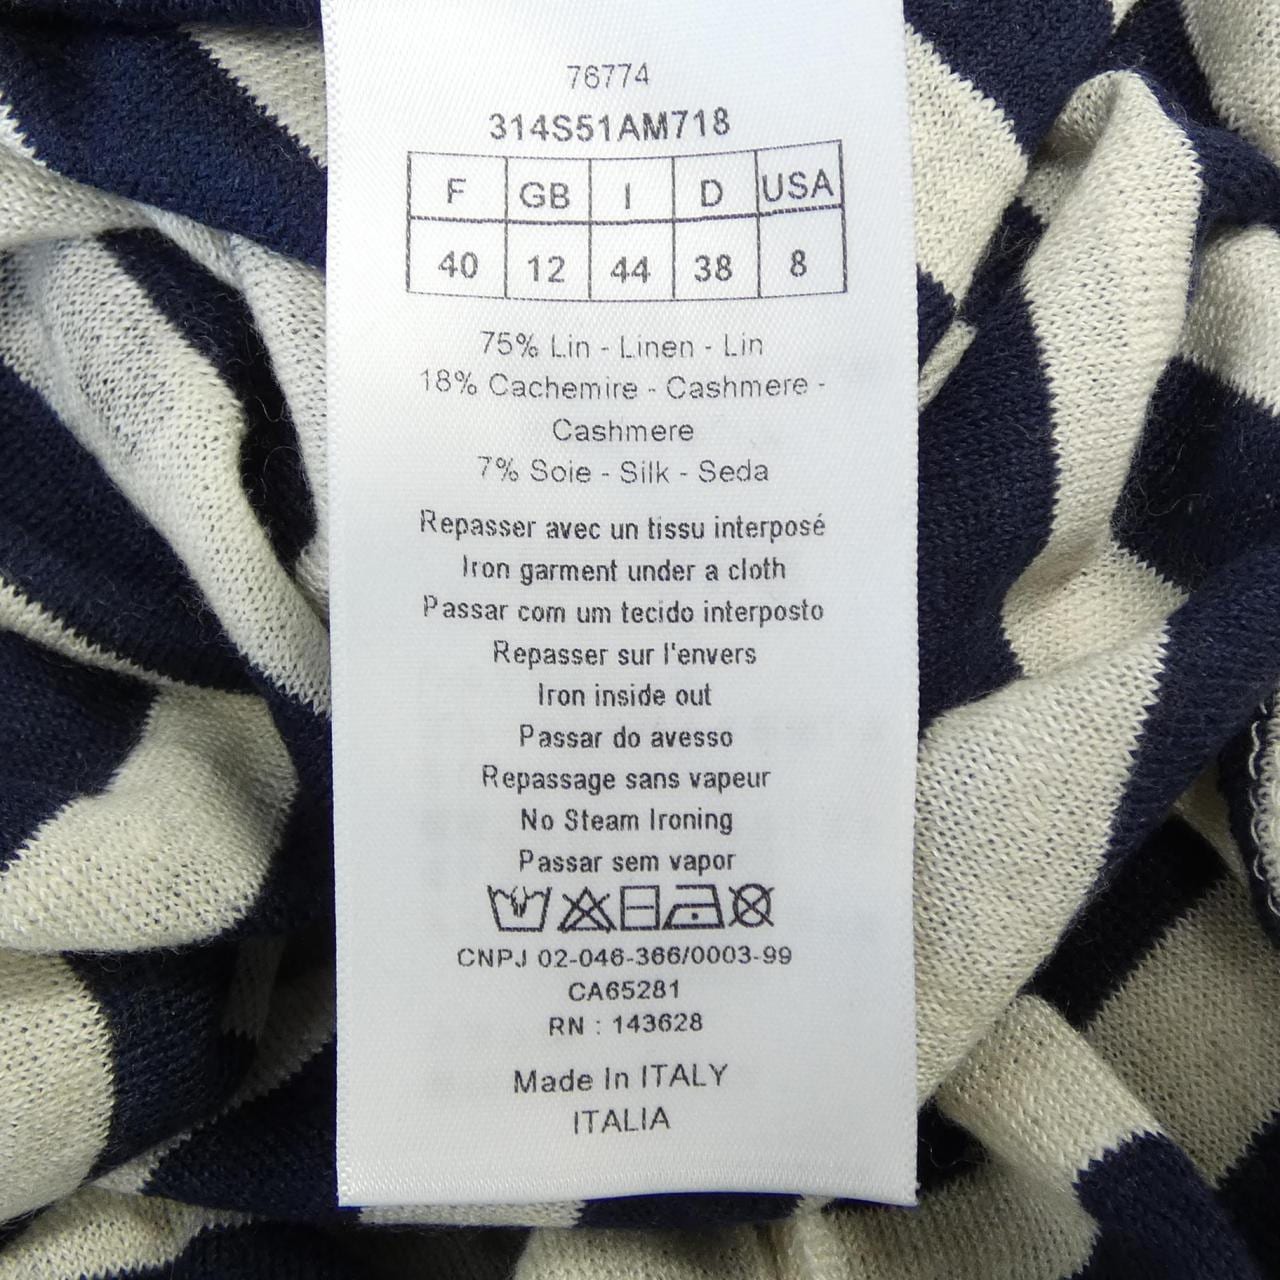 76774
314S51AM718
F GB I D USA
40 12 44 38 8
75% Lin - Linen - Lin
18% Cachemire - Cashmere -
Cashmere
7% Soie - Silk - Seda
Repasser avec un tissu interposé
Iron garment under a cloth
Passar com um tecido interposto
Repasser sur l'envers
Iron inside out
Passar do avesso
Repassage sans vapeur
No Steam Ironing
Passar sem vapor
CNPJ 02-046-366/0003-99
CA65281
RN : 143628
Made In ITALY
ITALIA